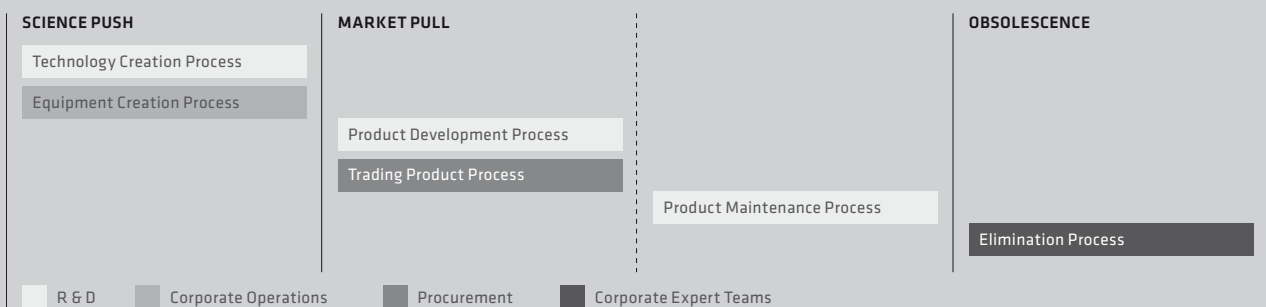 SCIENCE PUSH
Technology Creation Process
Equipment Creation Process
MARKET PULL
Product Development Process
Trading Product Process
Product Maintenance Process
OBSOLESCENCE
Elimination Process
R & D
Corporate Operations
Procurement
Corporate Expert Teams